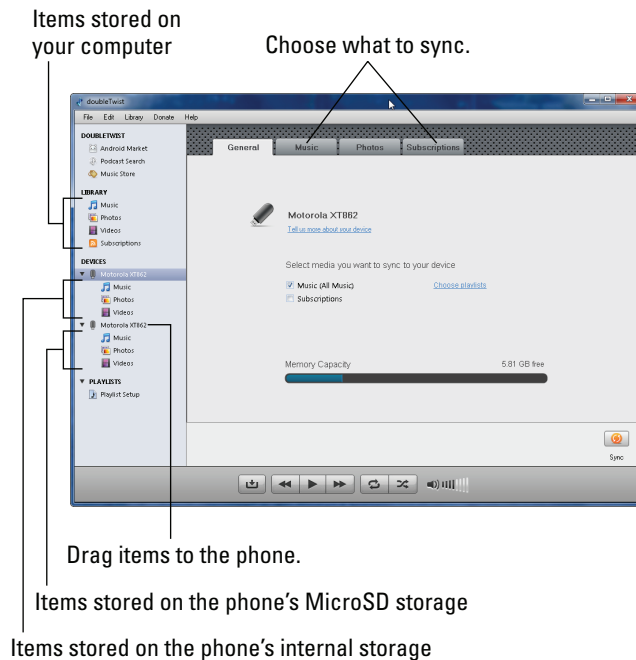 Items stored on
your computer
Choose what to sync.
doubleTwist
File Edit Library Donate Help
DOUBLETWIST
Android Market
Podcast Search
Music Store
LIBRARY
Music
Photos
Videos
Subscriptions
DEVICES
Motorola XT862
Music
Photos
Videos
Motorola XT862
Music
Photos
Videos
PLAYLISTS
Playlist Setup
General Music Photos Subscriptions
Motorola XT862
Tell us more about your device
Select media you want to sync to your device
Music (All Music) Choose playlists
Subscriptions
Memory Capacity 5.81 GB free
Sync
Drag items to the phone.
Items stored on the phone's MicroSD storage
Items stored on the phone's internal storage